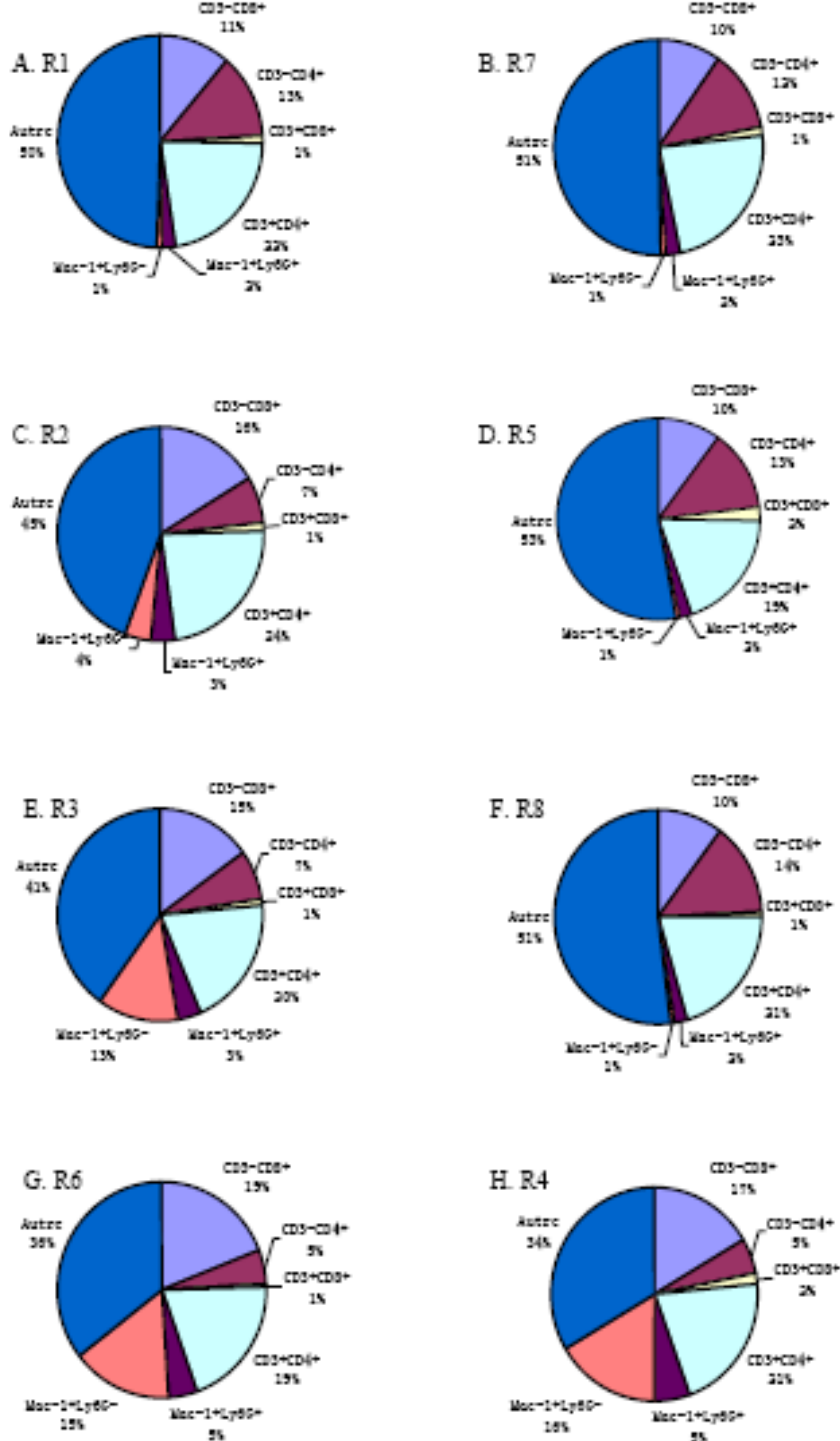 CD3-CD8+
11%
A. R1
CD3-CD4+
13%
Autre
50%
CD3+CD8+
1%
CD3+CD4+
22%
Mac-1+Ly6G-
1%
Mac-1+Ly6G+
2%
CD3-CD8+
10%
B. R7
CD3-CD4+
12%
CD3+CD8+
1%
Autre
51%
CD3+CD4+
23%
Mac-1+Ly6G-
1%
Mac-1+Ly6G+
2%
CD3-CD8+
16%
C. R2
CD3-CD4+
7%
Autre
45%
CD3+CD8+
1%
CD3+CD4+
24%
Mac-1+Ly6G-
4%
Mac-1+Ly6G+
3%
CD3-CD8+
10%
D. R5
CD3-CD4+
13%
CD3+CD8+
2%
Autre
53%
CD3+CD4+
19%
Mac-1+Ly6G-
1%
Mac-1+Ly6G+
2%
CD3-CD8+
15%
E. R3
CD3-CD4+
7%
Autre
41%
CD3+CD8+
1%
CD3+CD4+
20%
Mac-1+Ly6G-
13%
Mac-1+Ly6G+
3%
CD3-CD8+
10%
F. R8
CD3-CD4+
14%
CD3+CD8+
1%
Autre
51%
CD3+CD4+
21%
Mac-1+Ly6G-
1%
Mac-1+Ly6G+
2%
CD3-CD8+
19%
G. R6
Autre
36%
CD3-CD4+
5%
CD3+CD8+
1%
CD3+CD4+
19%
Mac-1+Ly6G-
15%
Mac-1+Ly6G+
5%
CD3-CD8+
17%
H. R4
Autre
34%
CD3-CD4+
5%
CD3+CD8+
2%
CD3+CD4+
21%
Mac-1+Ly6G-
16%
Mac-1+Ly6G+
5%